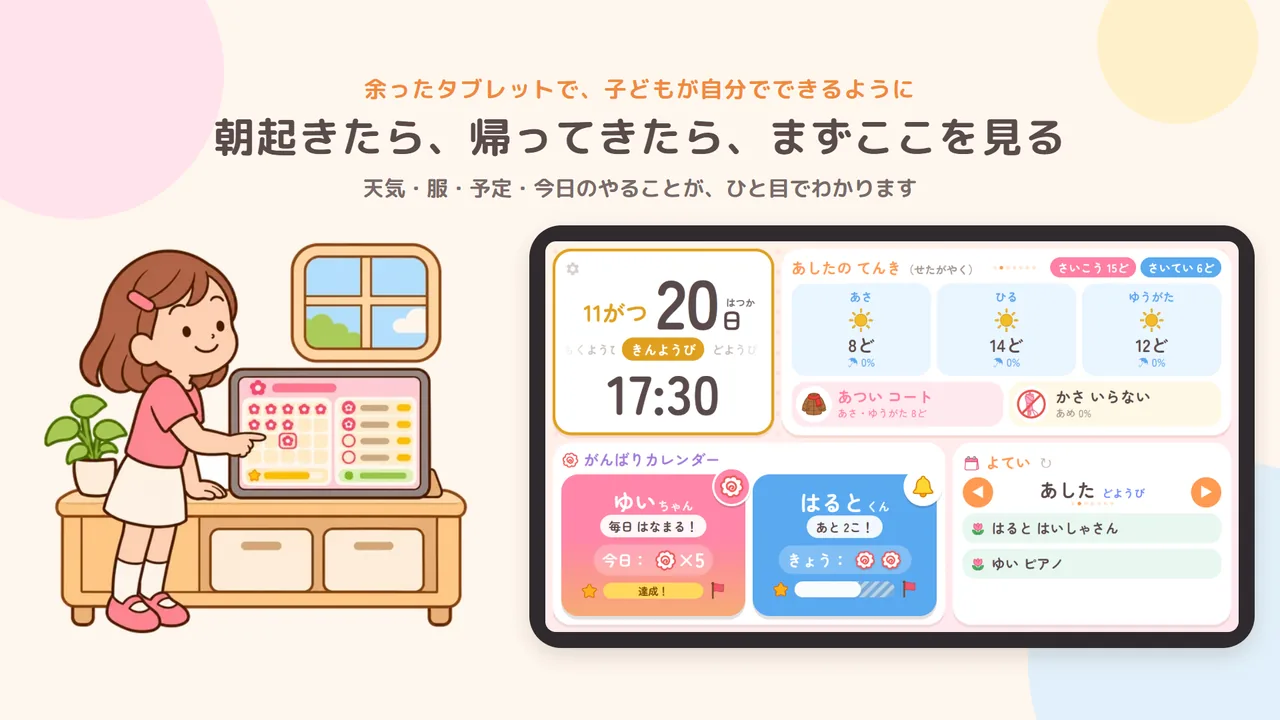 余ったタブレットで、子どもが自分でできるように
朝起きたら、帰ってきたら、まずここを見る
天気・服・予定・今日のやることが、ひと目でわかります
11がつ 20日 はつか
くようび きんようび どようび
17:30
あしたの てんき （せたがやく） さいこう 15ど さいてい 6ど
あさ ひる ゆうがた
8ど 14ど 12ど
0% 0% 0%
あつい コート
あさ・ゆうがた 8ど
かさ いらない
あめ 0%
がんばりカレンダー
ゆいちゃん
毎日 はなまる！
今日： ×5
達成！
はるとくん
あと 2こ！
きょう：
よてい ↻
◀ あした どようび ▶
はると はいしゃさん
ゆい ピアノ